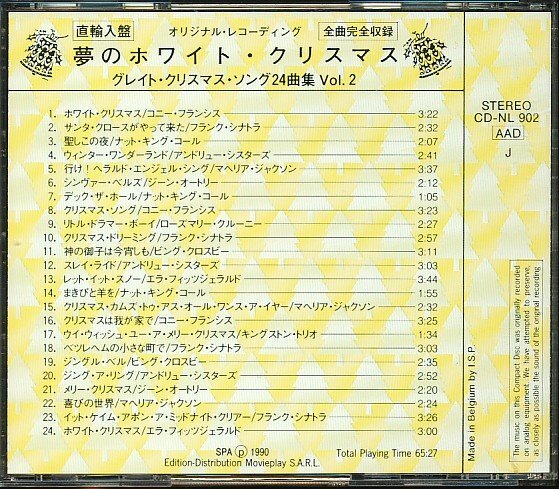 直輸入盤 オリジナル・レコーディング 全曲完全収録
夢のホワイト・クリスマス
グレイト・クリスマス・ソング24曲集 Vol. 2
1. ホワイト・クリスマス/コニー・フランシス 3:22
2. サンタ・クロースがやって来た/フランク・シナトラ 2:32
3. 聖しこの夜/ナット・キング・コール 2:07
4. ウィンター・ワンダーランド/アンドリュー・シスターズ 2:41
5. 行け!ヘラルド・エンジェル・シング/マヘリア・ジャクソン 3:37
6. シンヴァー・ベルズ/ジーン・オートリー 2:12
7. デック・ザ・ホール/ナット・キング・コール 1:05
8. クリスマス・ソング/コニー・フランシス 3:23
9. リトル・ドラマー・ボーイ/ローズマリー・クルーニー 2:27
10. クリスマス・ドリーミング/フランク・シナトラ 2:57
11. 神の御子は今宵しも/ビング・クロスビー 3:11
12. スレイ・ライド/アンドリュー・シスターズ 3:03
13. レット・イット・スノー/エラ・フィッツジェラルド 3:44
14. まきびと羊を/ナット・キング・コール 1:55
15. クリスマス・カムズ・トゥ・アス・オール・ワンス・ア・イヤー/マヘリア・ジャクソン 2:32
16. クリスマスは我が家で/コニー・フランシス 3:25
17. ウイ・ウィッシュ・ユー・ア・メリー・クリスマス/キングストン・トリオ 1:34
18. ベツレヘムの小さな町で/フランク・シナトラ 3:03
19. ジングル・ベル/ビング・クロスビー 2:35
20. ジング・ア・リング/アンドリュー・シスターズ 2:52
21. メリー・クリスマス/ジーン・オートリー 2:20
22. 喜びの世界/マヘリア・ジャクソン 2:24
23. イット・ケイム・アポン・ア・ミッドナイト・クリアー/フランク・シナトラ 3:26
24. ホワイト・クリスマス/エラ・フィッツジェラルド 3:00
SPA ℗ 1990 Total Playing Time 65:27
Edition-Distribution Movieplay S.A.R.L.
STEREO
CD-NL 902
AAD
J
Made in Belgium by I.S.P.
The music on this Compact Disc was originally recorded
on analog equipment. We have attempted to preserve,
as closely as possible the sound of the original recording